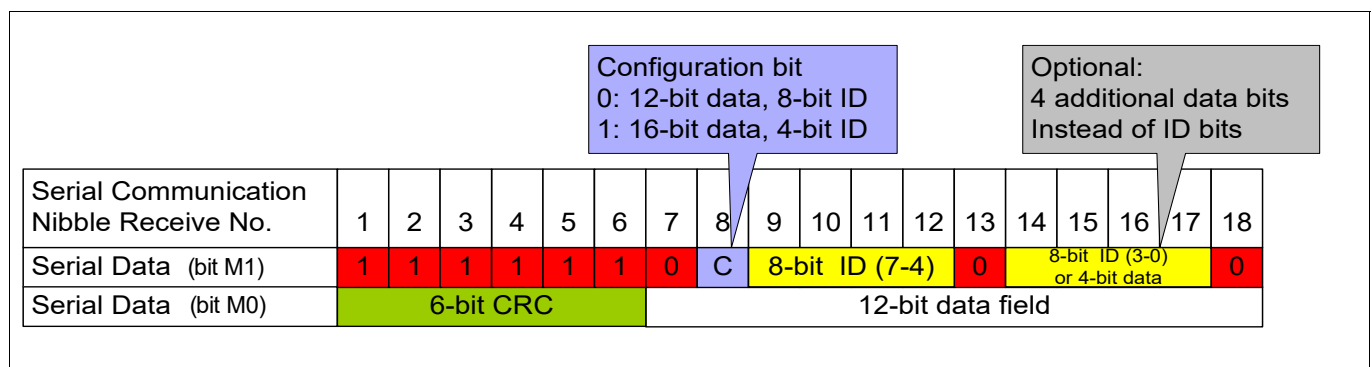 Configuration bit
0: 12-bit data, 8-bit ID
1: 16-bit data, 4-bit ID
Optional:
4 additional data bits
Instead of ID bits
Serial Communication
Nibble Receive No. 1 2 3 4 5 6 7 8 9 10 11 12 13 14 15 16 17 18
Serial Data (bit M1) 1 1 1 1 1 1 0 C 8-bit ID (7-4) 0 8-bit ID (3-0) or 4-bit data 0
Serial Data (bit M0) 6-bit CRC 12-bit data field